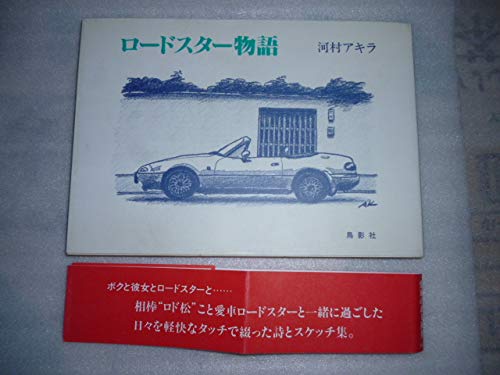 ロードスター物語
河村アキラ
鳥影社
ボクと彼女とロードスターと……
相棒“ロド松”こと愛車ロードスターと一緒に過ごした
日々を軽快なタッチで綴った詩とスケッチ集。